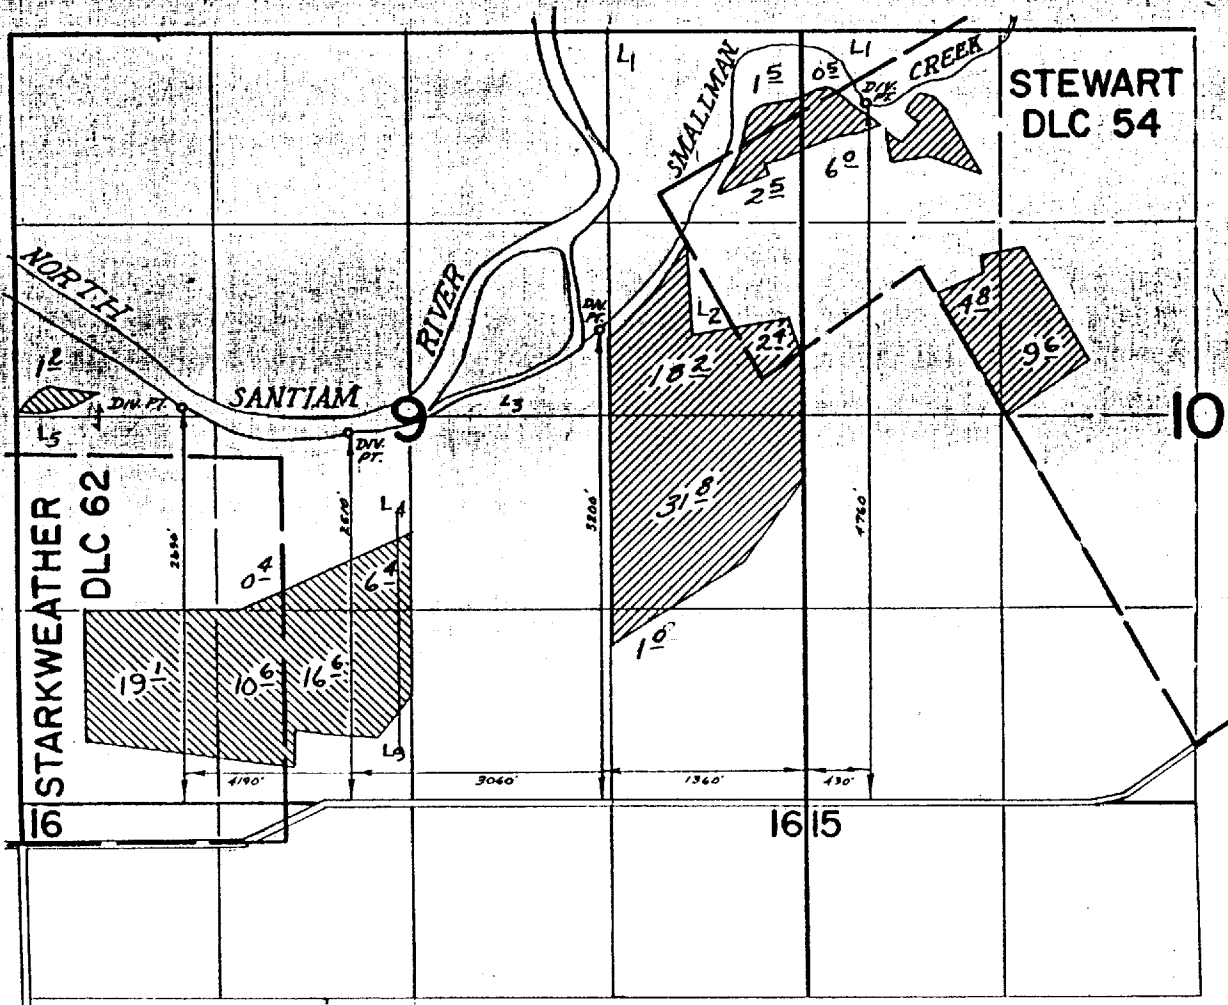 L1
L1
SMALLMAN
CREEK
STEWART
DLC 54
1 5
0 5
DIV.
PT.
6 0
2 5
NORTH
RIVER
SANTIAM
DIV.
PT.
L2
4 8
9 6
2 4
18 2
1 2
DIV. PT.
L5
L3
9
10
DIV.
PT.
STARKWEATHER
DLC 62
L4
31 8
5200'
4760'
0 4
6 4
1 0
19 1
10 6
16 6
L9
4190'
3060'
1360'
430'
16
16
15